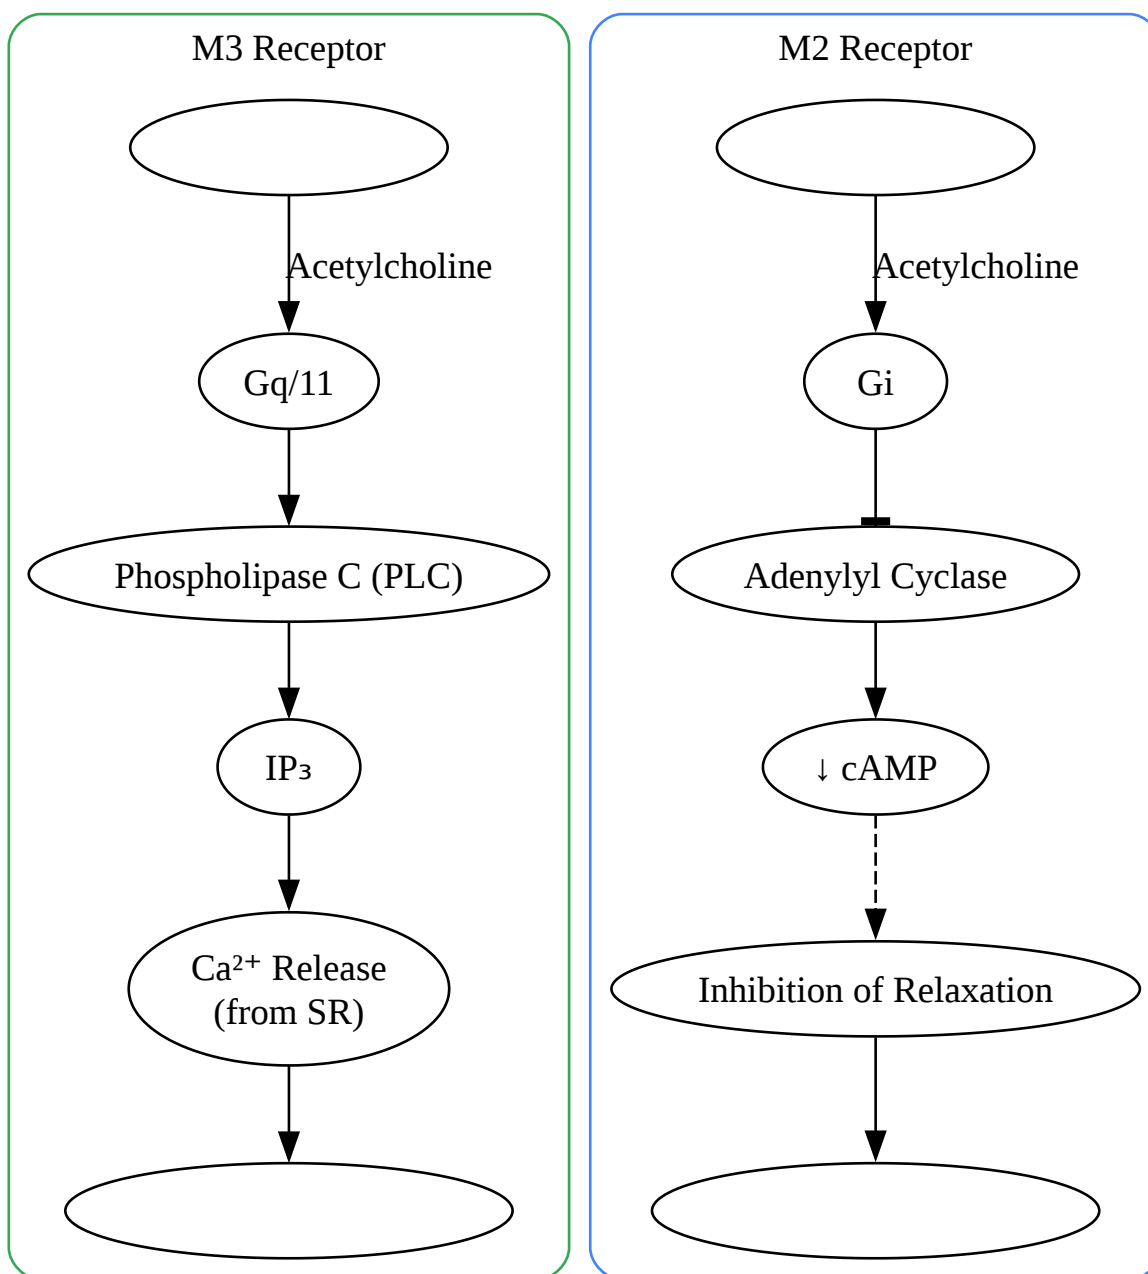 M3 Receptor
Acetylcholine
Gq/11
Phospholipase C (PLC)
IP₃
Ca²⁺ Release
(from SR)
M2 Receptor
Acetylcholine
Gi
Adenylyl Cyclase
↓ cAMP
Inhibition of Relaxation